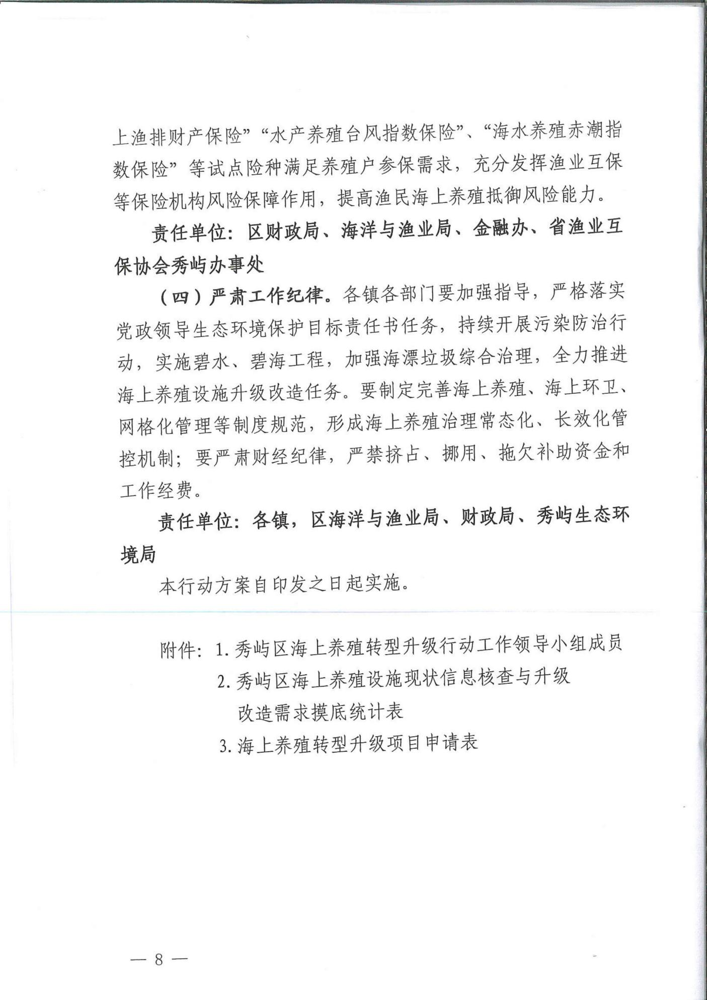 上渔排财产保险”“水产养殖台风指数保险”、“海水养殖赤潮指
数保险”等试点险种满足养殖户参保需求，充分发挥渔业互保
等保险机构风险保障作用，提高渔民海上养殖抵御风险能力。
责任单位：区财政局、海洋与渔业局、金融办、省渔业互
保协会秀屿办事处
（四）严肃工作纪律。各镇各部门要加强指导，严格落实
党政领导生态环境保护目标责任书任务，持续开展污染防治行
动，实施碧水、碧海工程，加强海漂垃圾综合治理，全力推进
海上养殖设施升级改造任务。要制定完善海上养殖、海上环卫、
网格化管理等制度规范，形成海上养殖治理常态化、长效化管
控机制；要严肃财经纪律，严禁挤占、挪用、拖欠补助资金和
工作经费。
责任单位：各镇，区海洋与渔业局、财政局、秀屿生态环
境局
本行动方案自印发之日起实施。
附件：1.秀屿区海上养殖转型升级行动工作领导小组成员
2.秀屿区海上养殖设施现状信息核查与升级
改造需求摸底统计表
3.海上养殖转型升级项目申请表
— 8 —